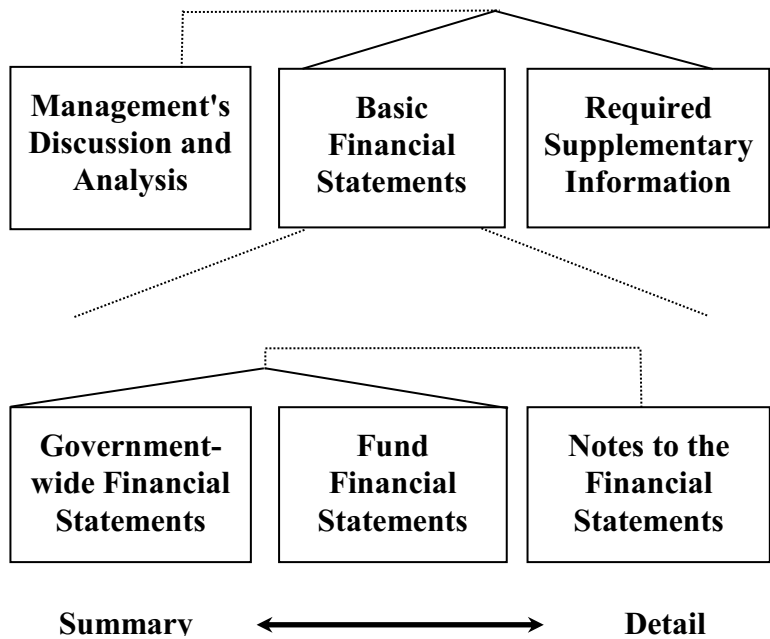 Management's
Discussion and
Analysis
Basic
Financial
Statements
Required
Supplementary
Information
Government-
wide Financial
Statements
Fund
Financial
Statements
Notes to the
Financial
Statements
Summary
Detail